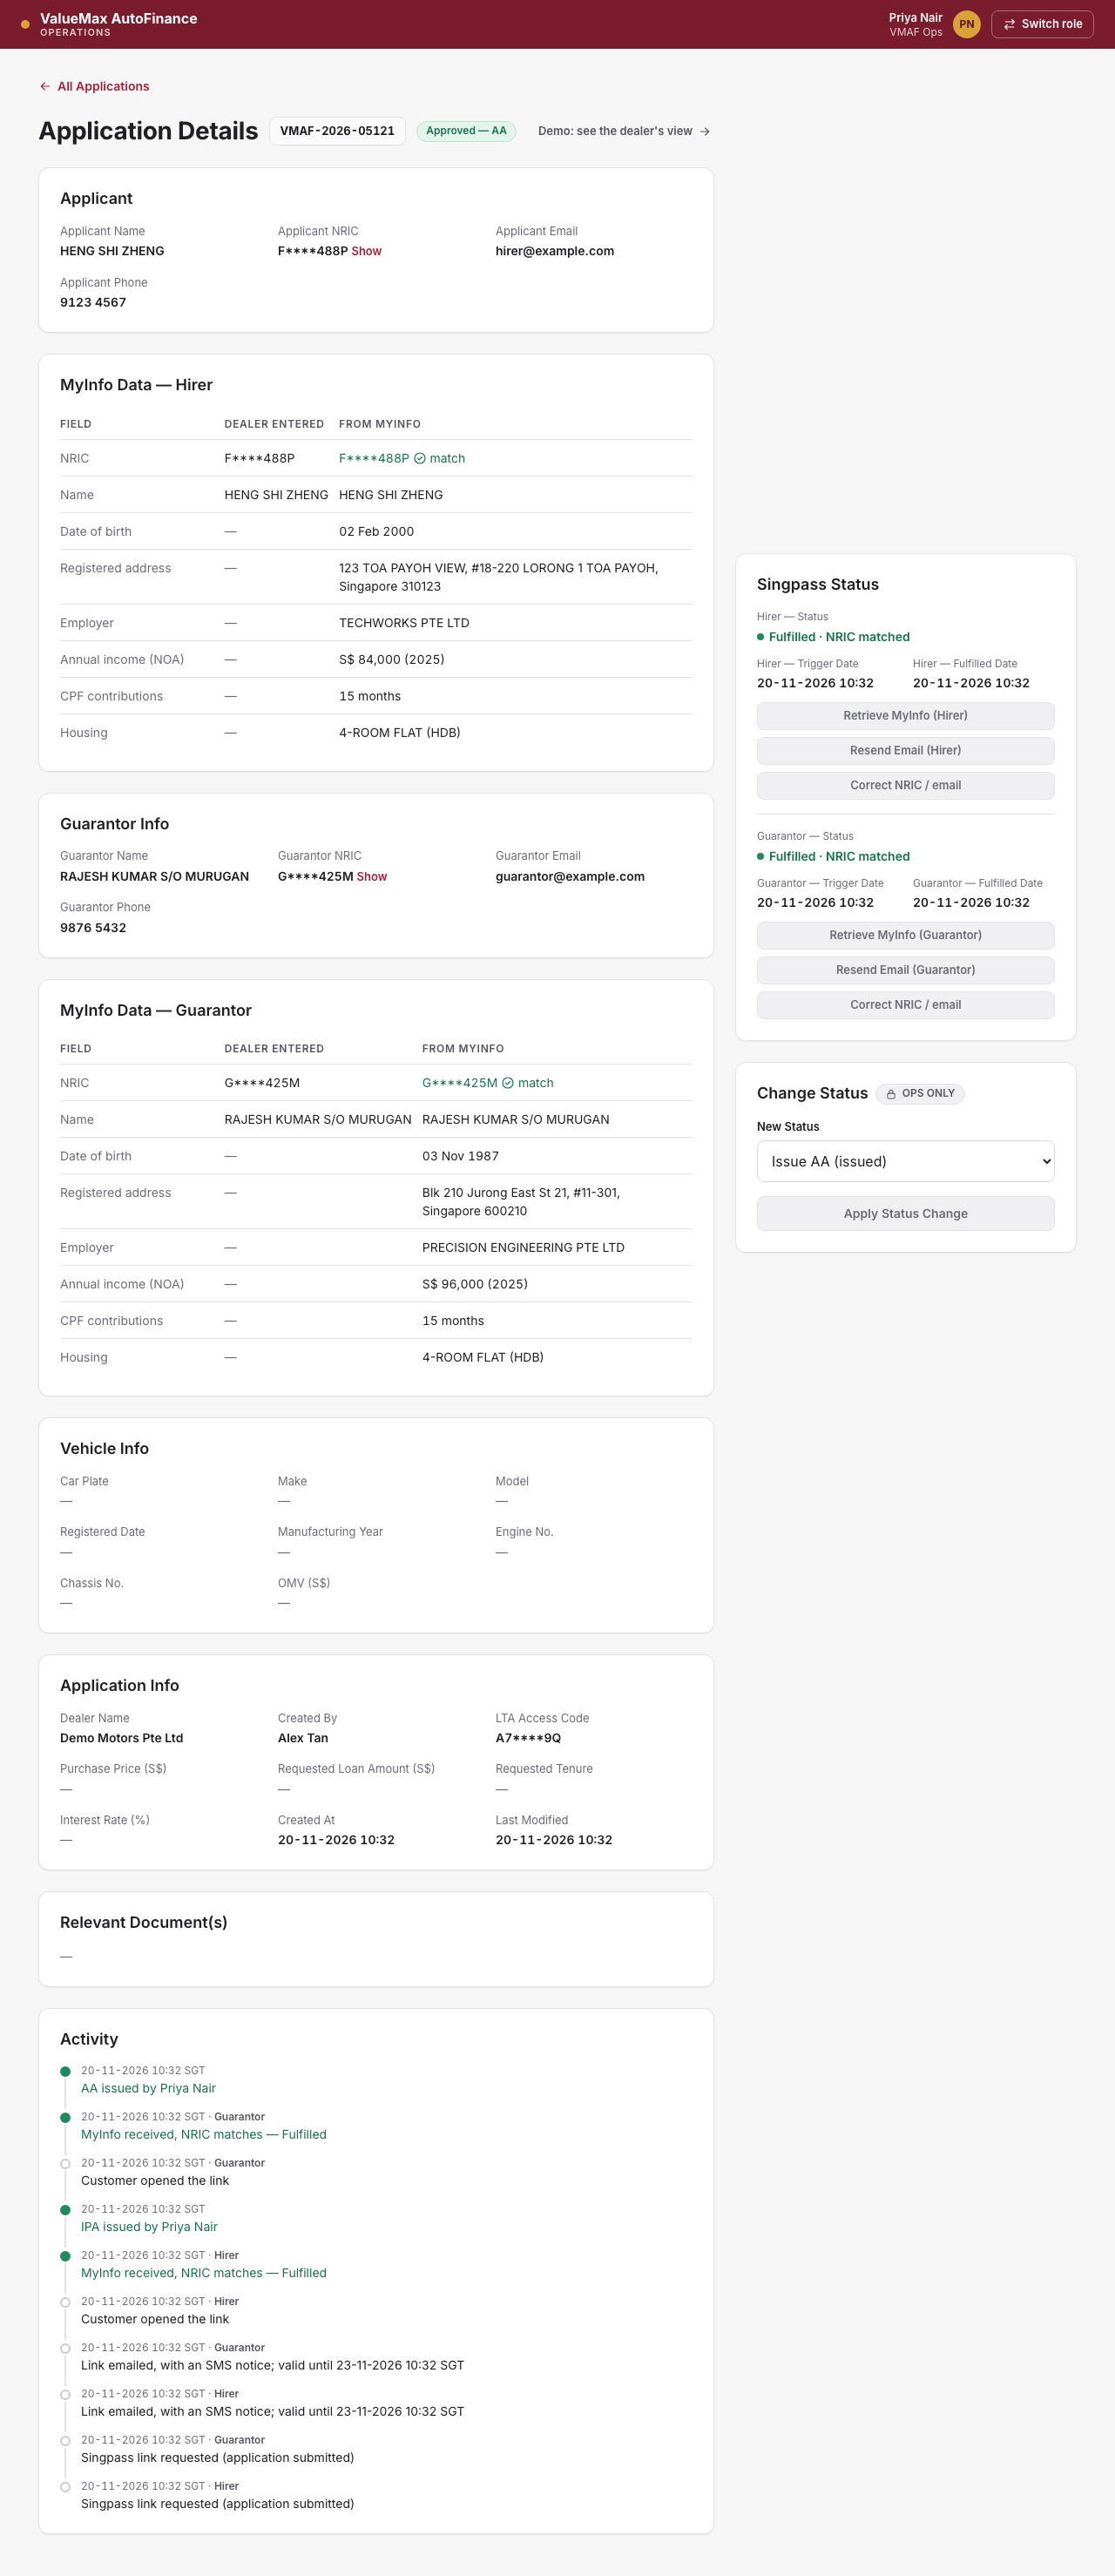 ValueMax AutoFinance
OPERATIONS
Priya Nair
VMAF Ops
PN
Switch role
← All Applications
Application Details
VMAF-2026-05121
Approved — AA
Demo: see the dealer's view →
Applicant
Applicant Name
HENG SHI ZHENG
Applicant NRIC
F****488P Show
Applicant Email
hirer@example.com
Applicant Phone
9123 4567
MyInfo Data — Hirer
FIELD DEALER ENTERED FROM MYINFO
NRIC F****488P F****488P match
Name HENG SHI ZHENG HENG SHI ZHENG
Date of birth — 02 Feb 2000
Registered address — 123 TOA PAYOH VIEW, #18-220 LORONG 1 TOA PAYOH,
Singapore 310123
Employer — TECHWORKS PTE LTD
Annual income (NOA) — S$ 84,000 (2025)
CPF contributions — 15 months
Housing — 4-ROOM FLAT (HDB)
Guarantor Info
Guarantor Name
RAJESH KUMAR S/O MURUGAN
Guarantor NRIC
G****425M Show
Guarantor Email
guarantor@example.com
Guarantor Phone
9876 5432
MyInfo Data — Guarantor
FIELD DEALER ENTERED FROM MYINFO
NRIC G****425M G****425M match
Name RAJESH KUMAR S/O MURUGAN RAJESH KUMAR S/O MURUGAN
Date of birth — 03 Nov 1987
Registered address — Blk 210 Jurong East St 21, #11-301,
Singapore 600210
Employer — PRECISION ENGINEERING PTE LTD
Annual income (NOA) — S$ 96,000 (2025)
CPF contributions — 15 months
Housing — 4-ROOM FLAT (HDB)
Vehicle Info
Car Plate
—
Make
—
Model
—
Registered Date
—
Manufacturing Year
—
Engine No.
—
Chassis No.
—
OMV (S$)
—
Application Info
Dealer Name
Demo Motors Pte Ltd
Created By
Alex Tan
LTA Access Code
A7****9Q
Purchase Price (S$)
—
Requested Loan Amount (S$)
—
Requested Tenure
—
Interest Rate (%)
—
Created At
20-11-2026 10:32
Last Modified
20-11-2026 10:32
Relevant Document(s)
—
Activity
20-11-2026 10:32 SGT
AA issued by Priya Nair
20-11-2026 10:32 SGT · Guarantor
MyInfo received, NRIC matches — Fulfilled
20-11-2026 10:32 SGT · Guarantor
Customer opened the link
20-11-2026 10:32 SGT
IPA issued by Priya Nair
20-11-2026 10:32 SGT · Hirer
MyInfo received, NRIC matches — Fulfilled
20-11-2026 10:32 SGT · Hirer
Customer opened the link
20-11-2026 10:32 SGT · Guarantor
Link emailed, with an SMS notice; valid until 23-11-2026 10:32 SGT
20-11-2026 10:32 SGT · Hirer
Link emailed, with an SMS notice; valid until 23-11-2026 10:32 SGT
20-11-2026 10:32 SGT · Guarantor
Singpass link requested (application submitted)
20-11-2026 10:32 SGT · Hirer
Singpass link requested (application submitted)
Singpass Status
Hirer — Status
Fulfilled · NRIC matched
Hirer — Trigger Date
20-11-2026 10:32
Hirer — Fulfilled Date
20-11-2026 10:32
Retrieve MyInfo (Hirer)
Resend Email (Hirer)
Correct NRIC / email
Guarantor — Status
Fulfilled · NRIC matched
Guarantor — Trigger Date
20-11-2026 10:32
Guarantor — Fulfilled Date
20-11-2026 10:32
Retrieve MyInfo (Guarantor)
Resend Email (Guarantor)
Correct NRIC / email
Change Status
OPS ONLY
New Status
Issue AA (issued)
Apply Status Change